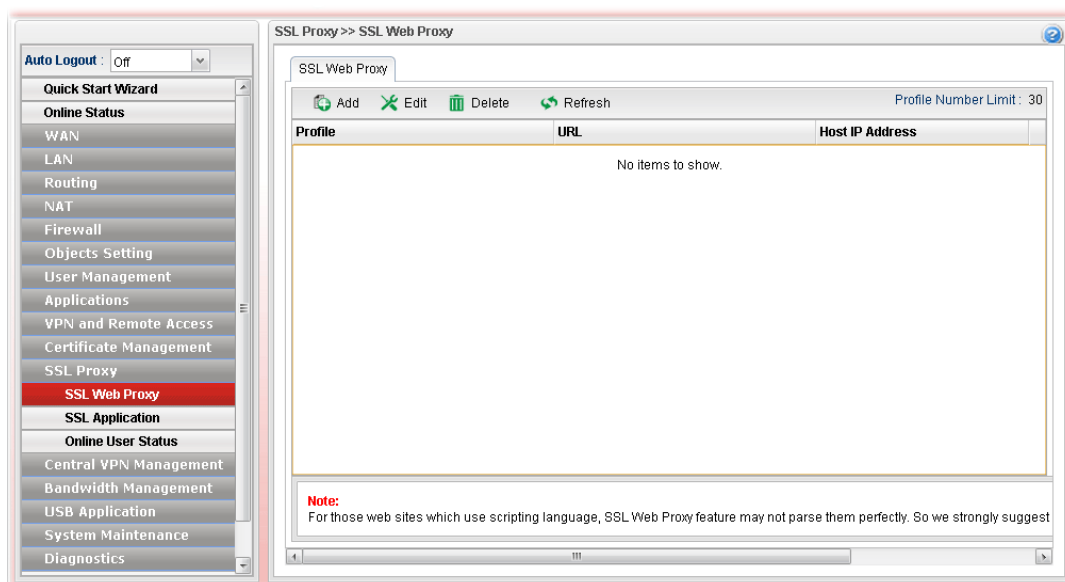 SSL Proxy >> SSL Web Proxy
Auto Logout : Off
Quick Start Wizard
Online Status
WAN
LAN
Routing
NAT
Firewall
Objects Setting
User Management
Applications
VPN and Remote Access
Certificate Management
SSL Proxy
SSL Web Proxy
SSL Application
Online User Status
Central VPN Management
Bandwidth Management
USB Application
System Maintenance
Diagnostics
SSL Web Proxy
Add Edit Delete Refresh Profile Number Limit : 30
Profile URL Host IP Address
No items to show.
Note:
For those web sites which use scripting language, SSL Web Proxy feature may not parse them perfectly. So we strongly suggest